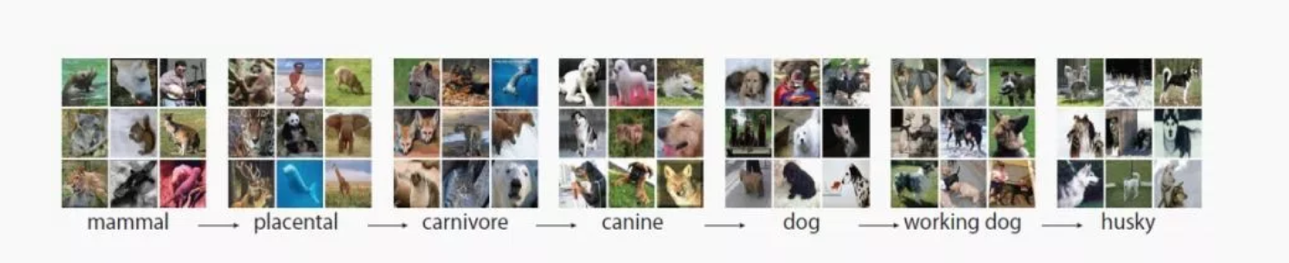 mammal → placental → carnivore → canine → dog → working dog → husky